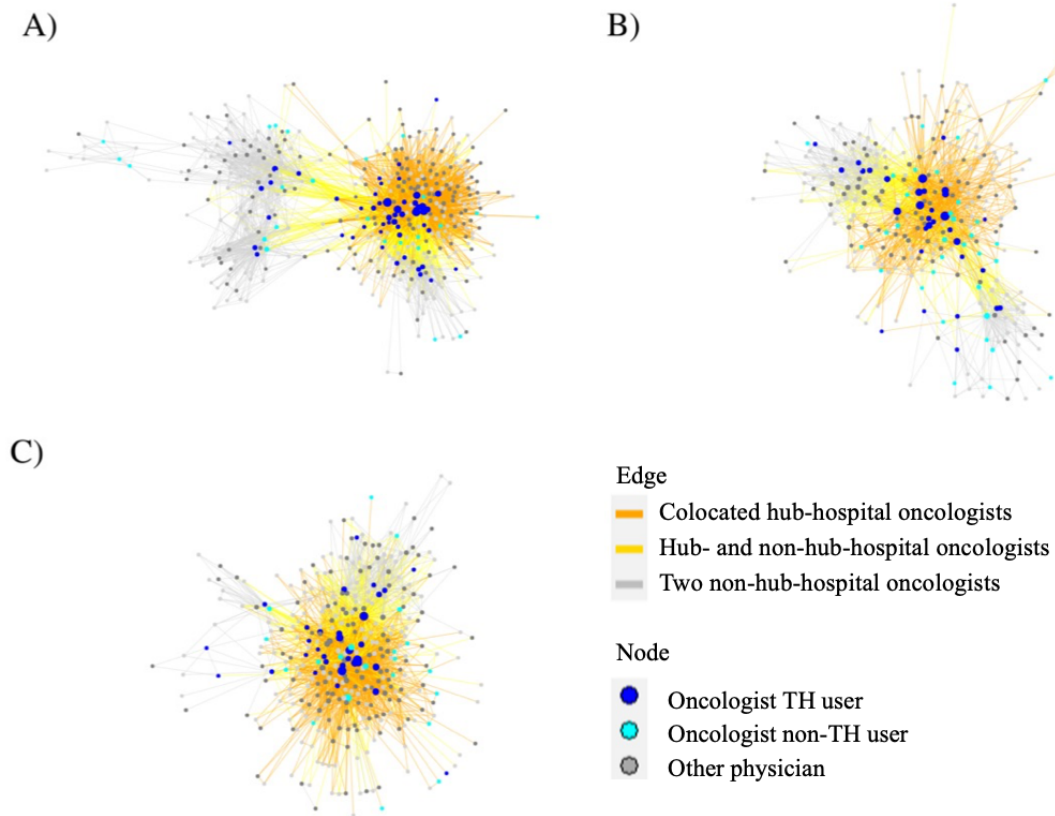 A)
B)
C)
Edge
Colocated hub-hospital oncologists
Hub- and non-hub-hospital oncologists
Two non-hub-hospital oncologists
Node
Oncologist TH user
Oncologist non-TH user
Other physician